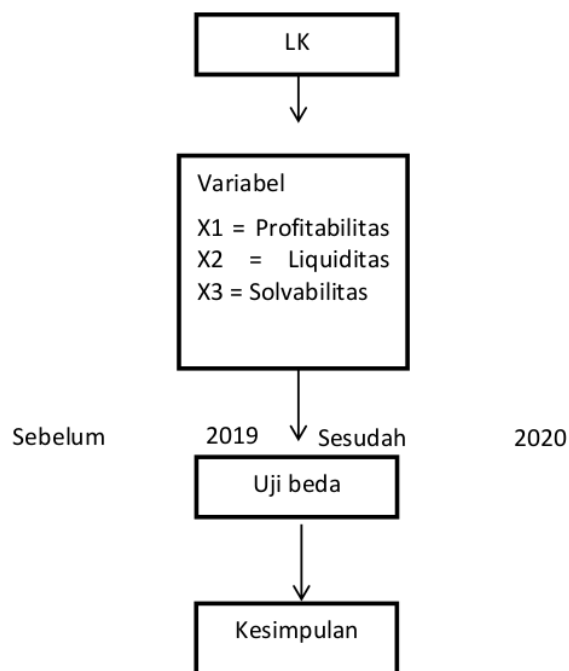 LK
Variabel
X1 = Profitabilitas
X2 = Liquiditas
X3 = Solvabilitas
Sebelum 2019 Sesudah 2020
Uji beda
Kesimpulan